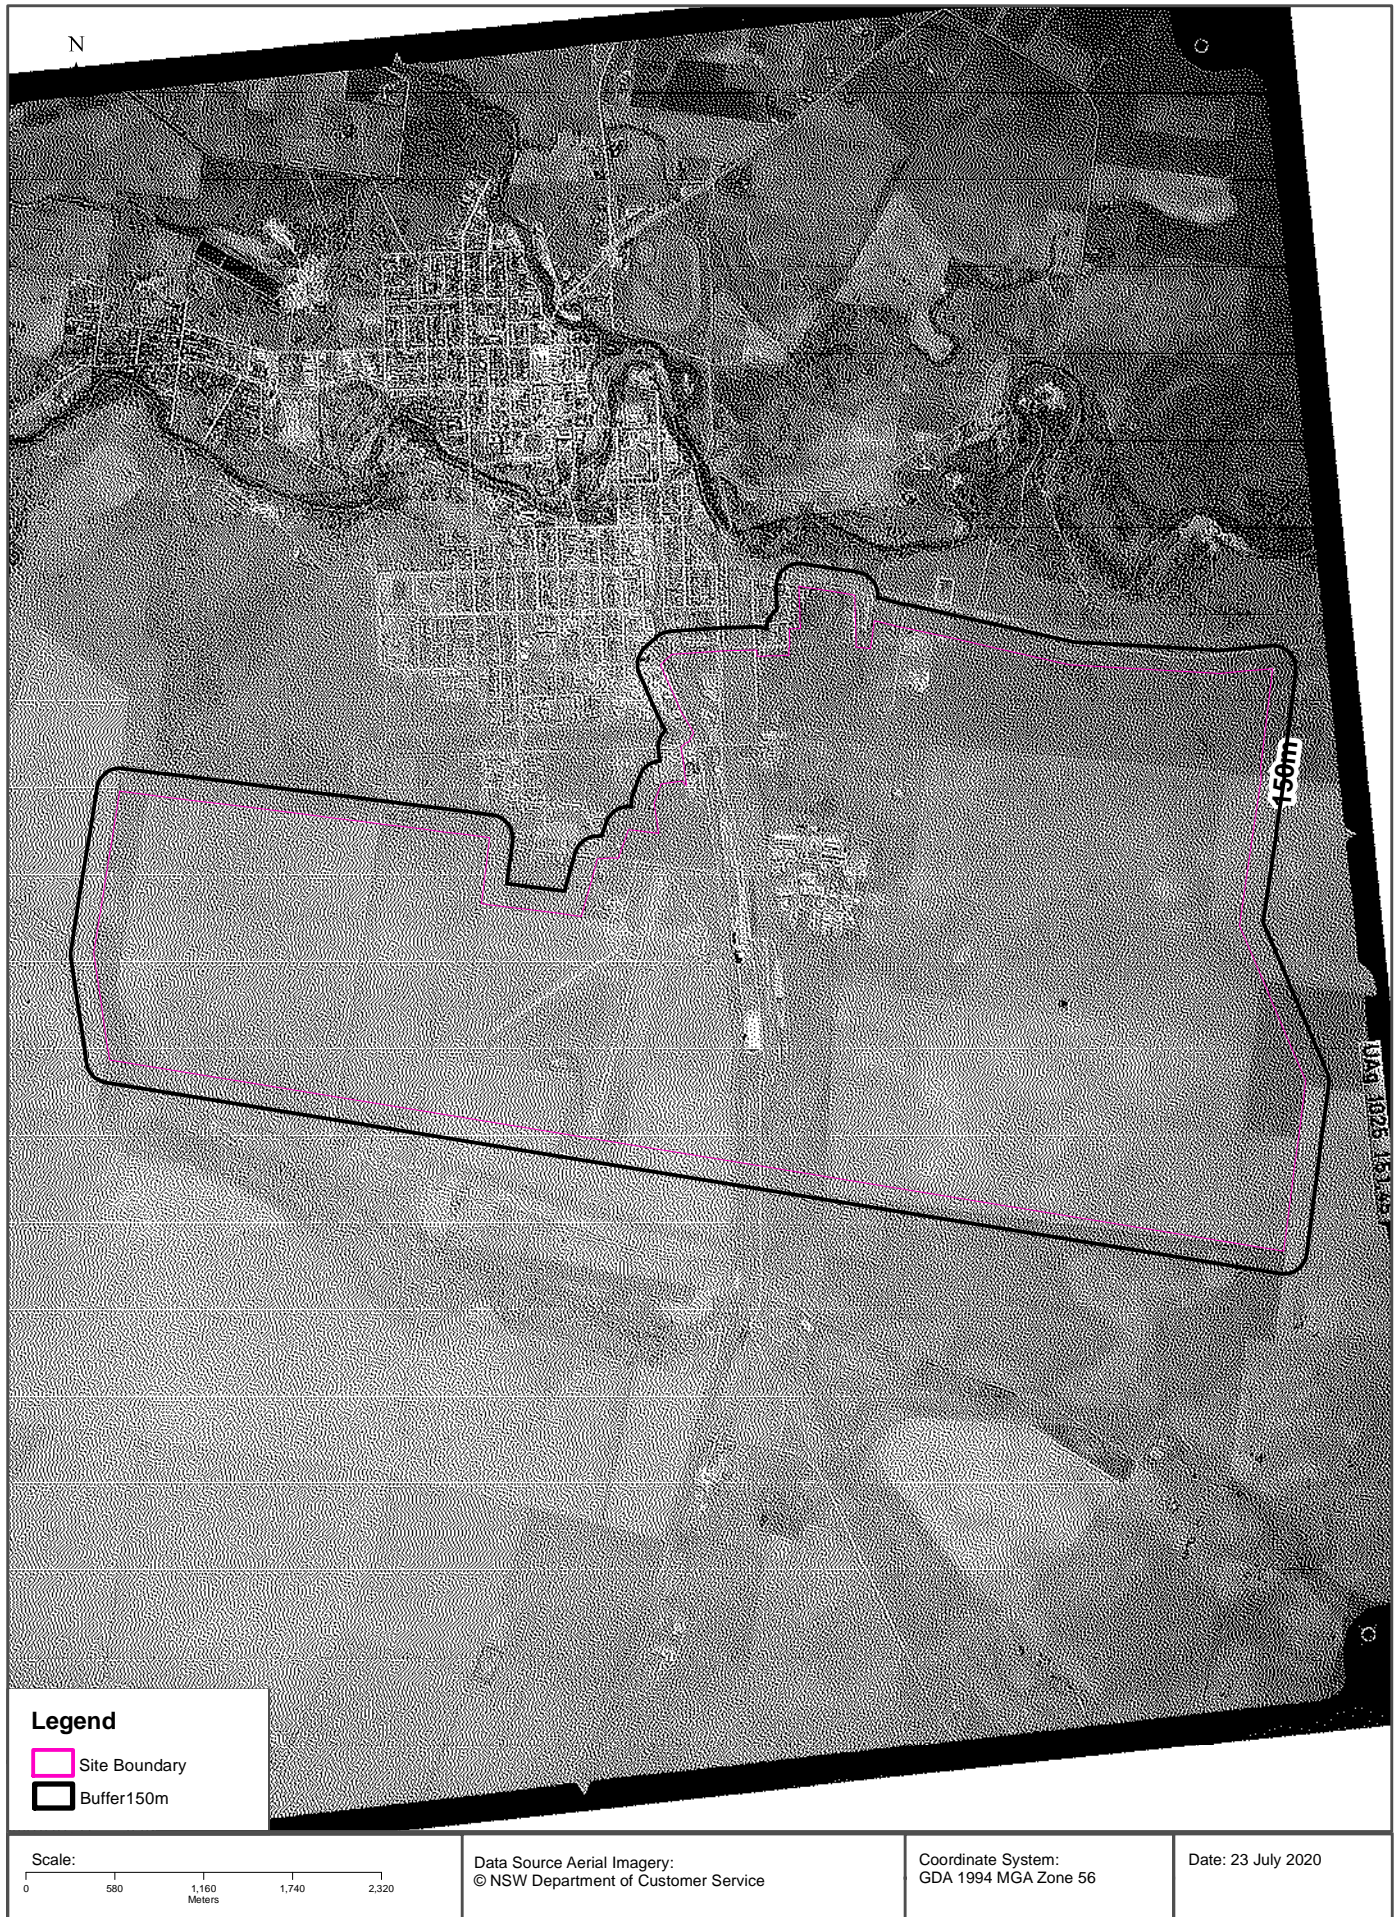 N
150m
Legend
Site Boundary
Buffer150m
Scale:
0 580 1,160 1,740 2,320
Meters
Data Source Aerial Imagery:
© NSW Department of Customer Service
Coordinate System:
GDA 1994 MGA Zone 56
Date: 23 July 2020